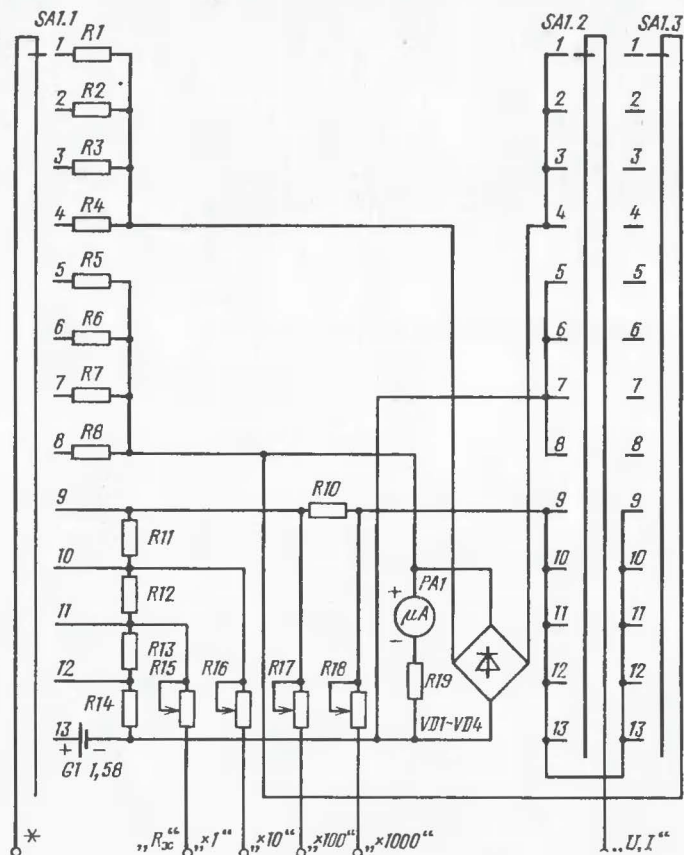 SA1.1 SA1.2 SA1.3
1 R1 1 1
2 R2 2 2
3 R3 3 3
4 R4 4 4
5 R5 5 5
6 R6 6 6
7 R7 7 7
8 R8 8 8
9 R10 9 9
R11
10 10 10
R12 PA1
+ μA −
11 11 11
R13
R15 R16 R17 R18 R19
12 12 12
R14
VD1-VD4
13 + − 13 13
G1 1,58
* „Rx“ „×1“ „×10“ „×100“ „×1000“ „U,I“